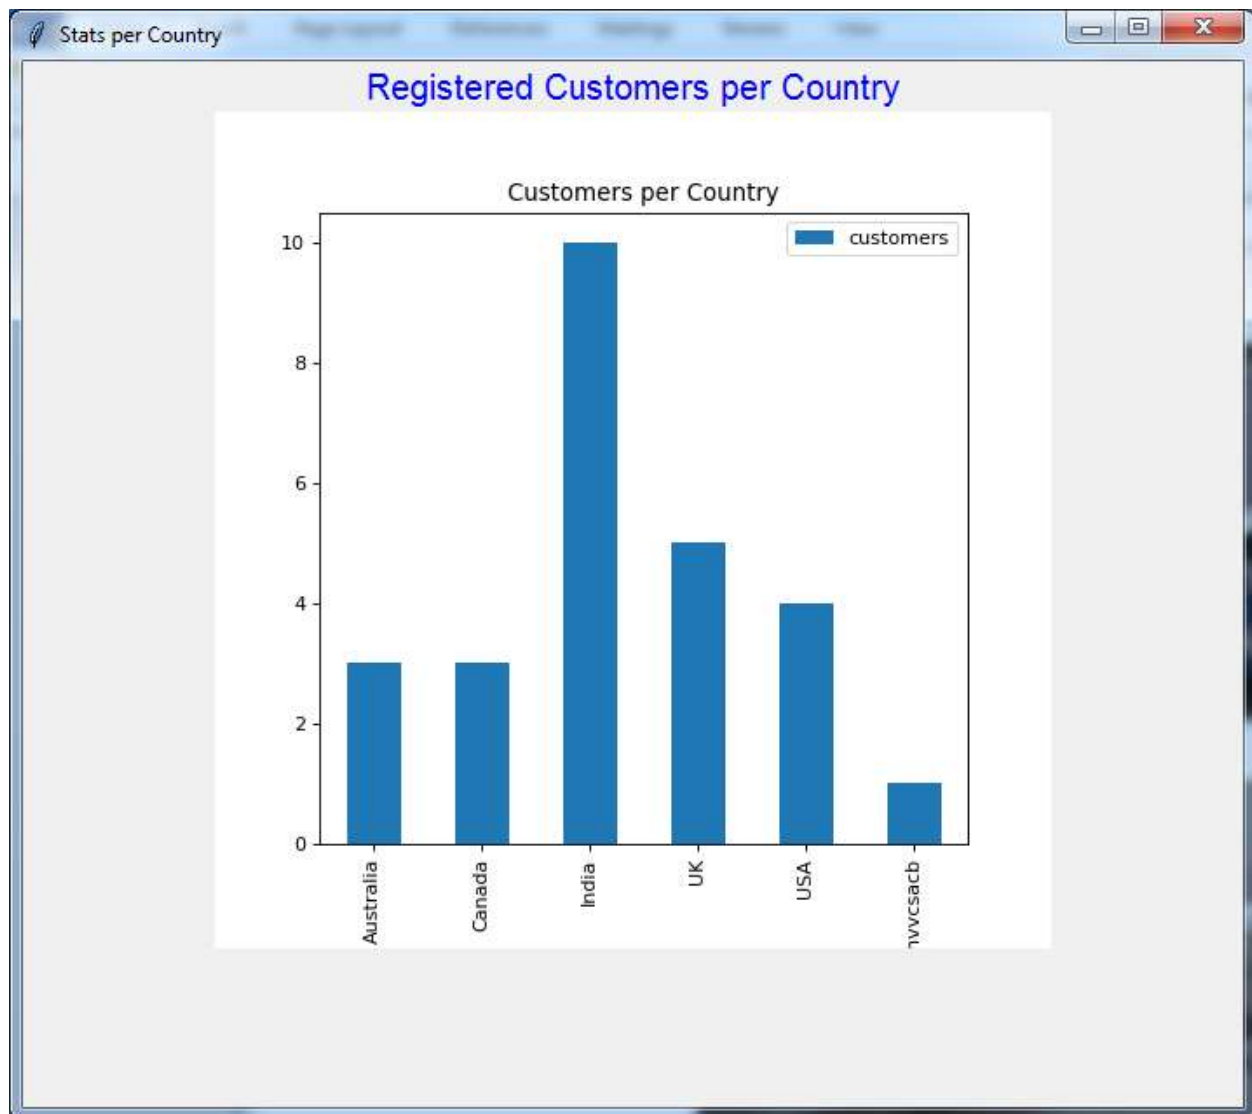 Stats per Country
Registered Customers per Country
Customers per Country
customers
10
8
6
4
2
0
Australia
Canada
India
UK
USA